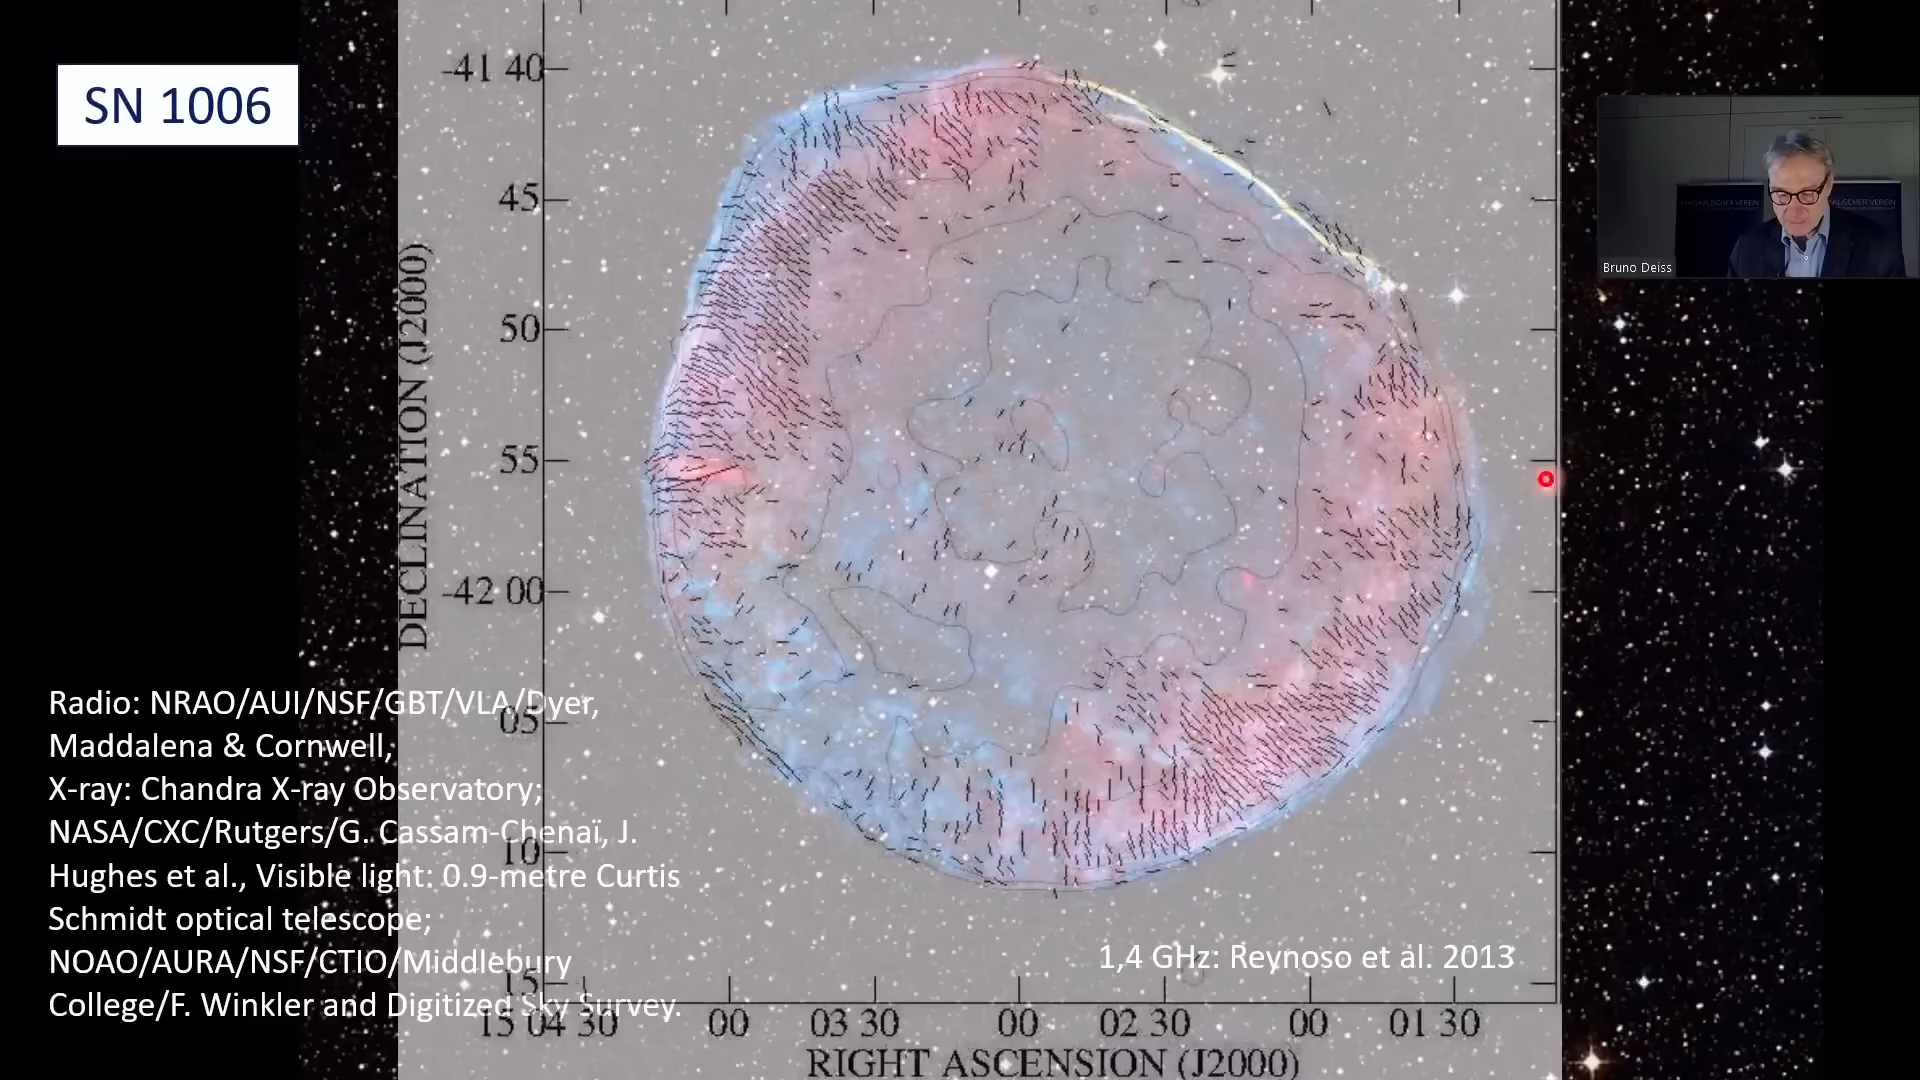 SN 1006
-41 40
45
50
55
-42 00
05
10
15
DECLINATION (J2000)
15 04 30
00
03 30
00
02 30
00
01 30
RIGHT ASCENSION (J2000)
Radio: NRAO/AUI/NSF/GBT/VLA/Dyer,
Maddalena & Cornwell,
X-ray: Chandra X-ray Observatory;
NASA/CXC/Rutgers/G. Cassam-Chenaï, J.
Hughes et al., Visible light: 0.9-metre Curtis
Schmidt optical telescope;
NOAO/AURA/NSF/CTIO/Middlebury
College/F. Winkler and Digitized Sky Survey.
1,4 GHz: Reynoso et al. 2013
PHYSIKALISCHER VEREIN
ALISCHER VEREIN
Bruno Deiss